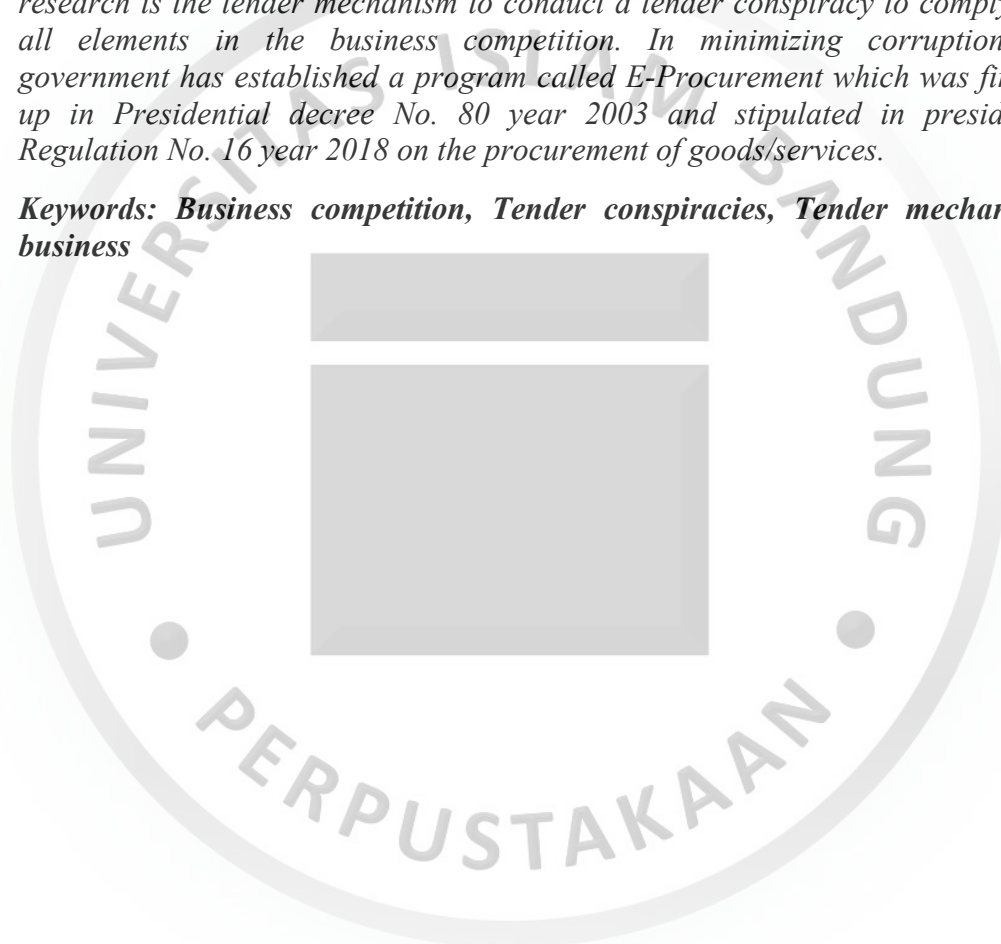 research is the tender mechanism to conduct a tender conspiracy to comply
all elements in the business competition. In minimizing corruption
government has established a program called E-Procurement which was fi
up in Presidential decree No. 80 year 2003 and stipulated in presid
Regulation No. 16 year 2018 on the procurement of goods/services.
Keywords: Business competition, Tender conspiracies, Tender mechan
business
UNIVERSITAS ISLAM BANDUNG
PERPUSTAKAAN